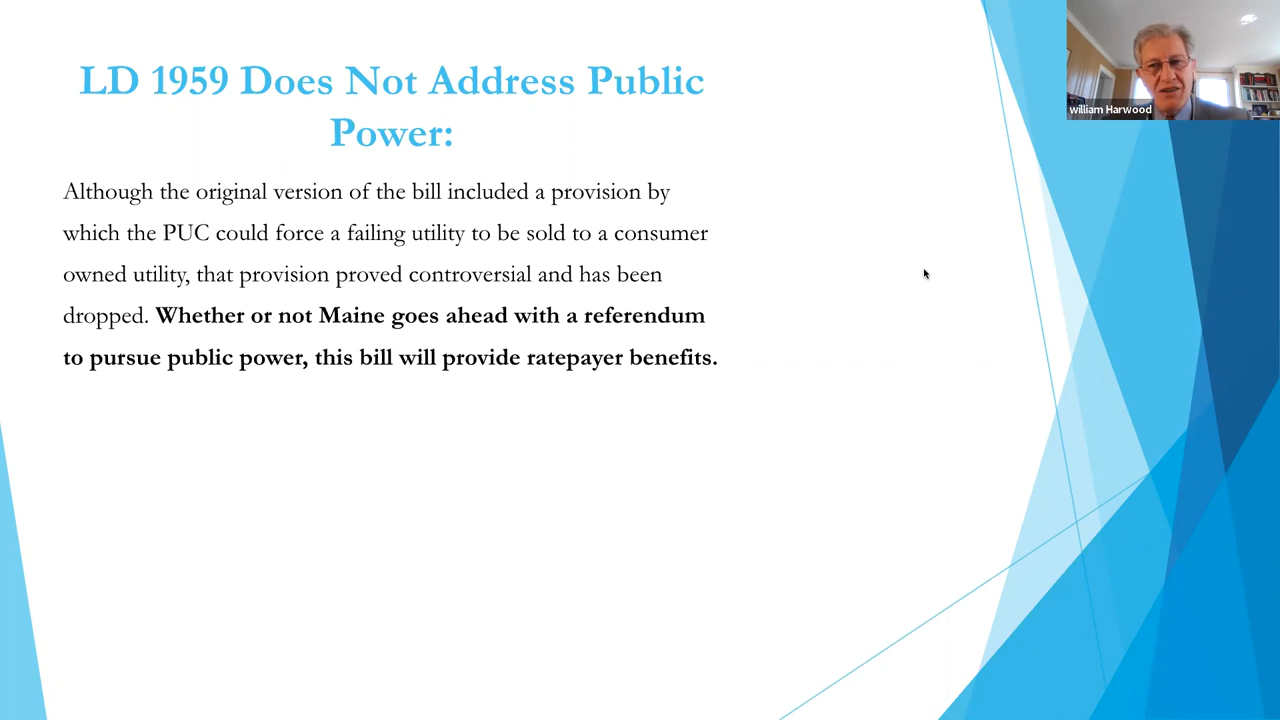 LD 1959 Does Not Address Public
Power:
Although the original version of the bill included a provision by
which the PUC could force a failing utility to be sold to a consumer
owned utility, that provision proved controversial and has been
dropped. Whether or not Maine goes ahead with a referendum
to pursue public power, this bill will provide ratepayer benefits.
william Harwood